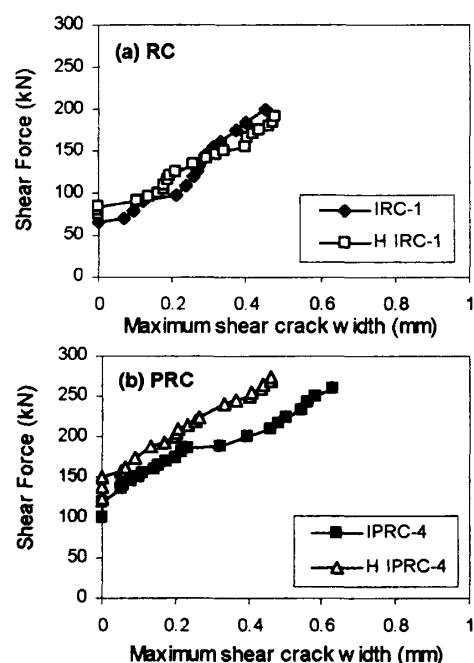 300
(a) RC
250
200
150
100
50
0
Shear Force (kN)
IRC-1
H IRC-1
0 0.2 0.4 0.6 0.8 1
Maximum shear crack width (mm)
300
(b) PRC
250
200
150
100
50
0
Shear Force (kN)
IPRC-4
H IPRC-4
0 0.2 0.4 0.6 0.8 1
Maximum shear crack width (mm)